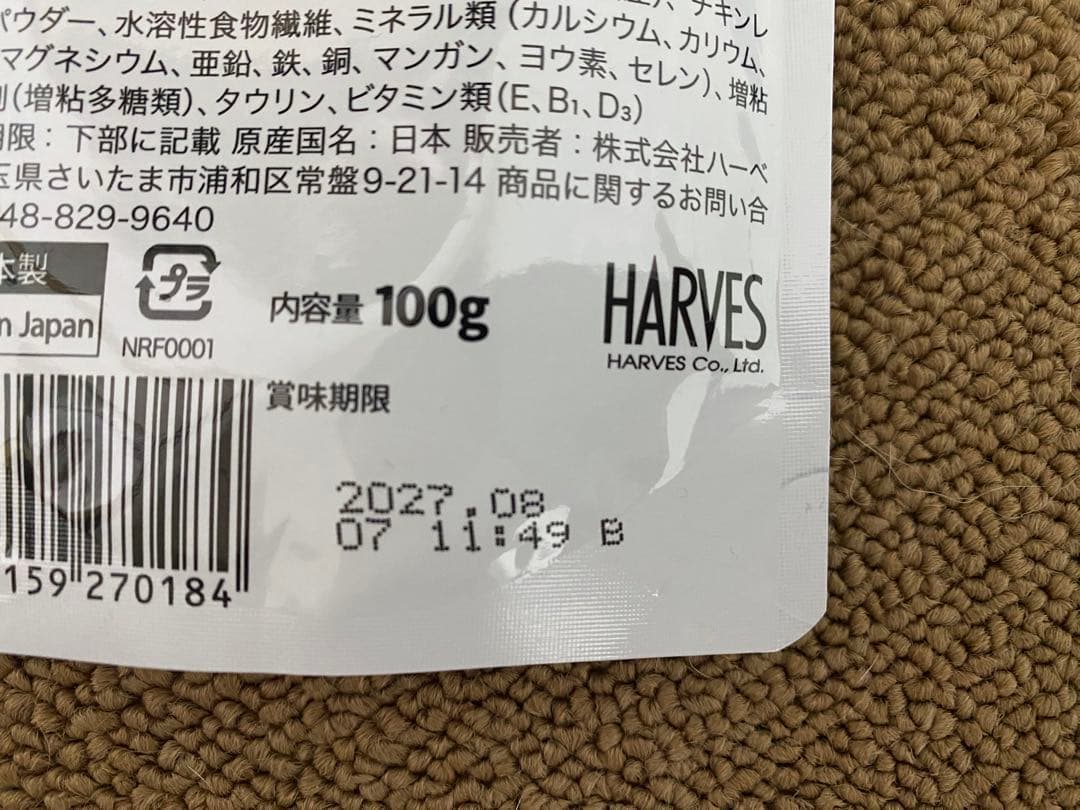 チキンレ
パウダー、水溶性食物繊維、ミネラル類（カルシウム、カリウム、
マグネシウム、亜鉛、鉄、銅、マンガン、ヨウ素、セレン）、増粘
剤（増粘多糖類）、タウリン、ビタミン類（E、B₁、D₃）
期限：下部に記載 原産国名：日本 販売者：株式会社ハーベ
玉県さいたま市浦和区常盤9-21-14 商品に関するお問い合
48-829-9640
本製
in Japan
プラ
NRF0001
内容量 100g
HARVES
HARVES Co., Ltd.
賞味期限
2027.08
07 11:49 B
159 270184